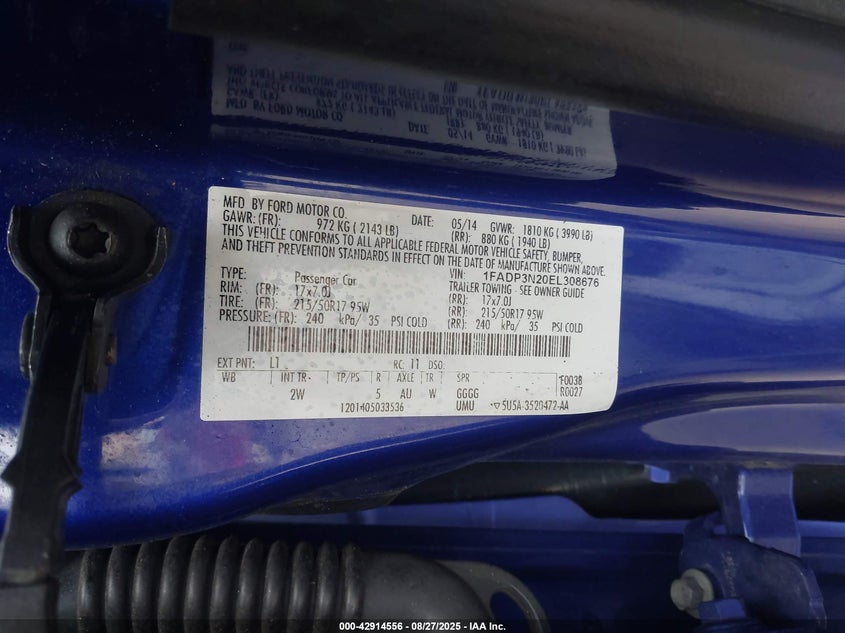 MFD BY FORD MOTOR CO. DATE: 05/14 GVWR: 1810 KG ( 3990 LB)
GAWR: (FR): 972 KG ( 2143 LB) (RR): 880 KG ( 1940 LB)
THIS VEHICLE CONFORMS TO ALL APPLICABLE FEDERAL MOTOR VEHICLE SAFETY, BUMPER,
AND THEFT PREVENTION STANDARDS IN EFFECT ON THE DATE OF MANUFACTURE SHOWN ABOVE.
VIN: 1FADP3N20EL308676
TYPE: Passenger Car TRAILER TOWING - SEE OWNER GUIDE
RIM: (FR): 17x7.0J (RR): 17x7.0J
TIRE: (FR): 215/50R17 95W (RR): 215/50R17 95W
PRESSURE: (FR): 240 kPa/ 35 PSI COLD (RR): 240 kPa/ 35 PSI COLD
EXT PNT: L1 RC: 11 DSO:
WB INT TR TP/PS R AXLE TR SPR F0038
2W 5 AU W GGGG R0027
1201405033536 UMU ▽5U5A-3520472-AA
000-42914556 • 08/27/2025 - IAA Inc.